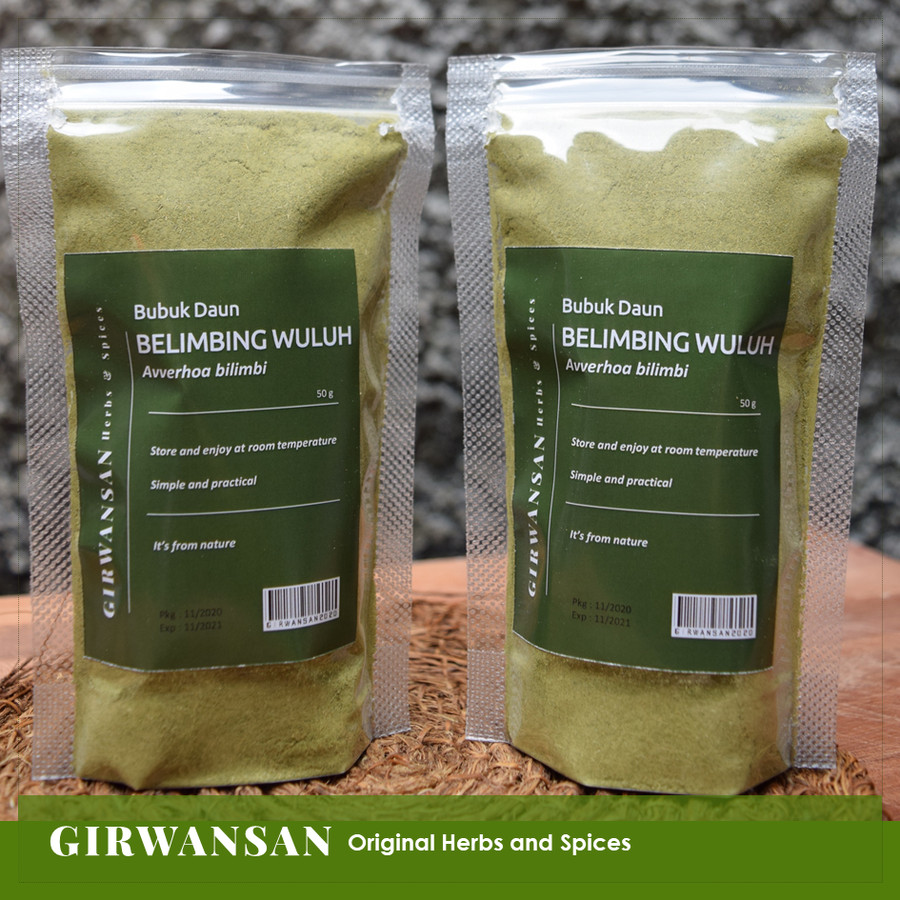 GIRWANSAN Herbs & Spices
Bubuk Daun
BELIMBING WULUH
Avverhoa bilimbi
50 g
Store and enjoy at room temperature
Simple and practical
It's from nature
Pkg : 11/2020
Exp : 11/2021
GIRWANSAN2020
GIRWANSAN Herbs & Spices
Bubuk Daun
BELIMBING WULUH
Avverhoa bilimbi
50 g
Store and enjoy at room temperature
Simple and practical
It's from nature
Pkg : 11/2020
Exp : 11/2021
GIRWANSAN2020
GIRWANSAN Original Herbs and Spices